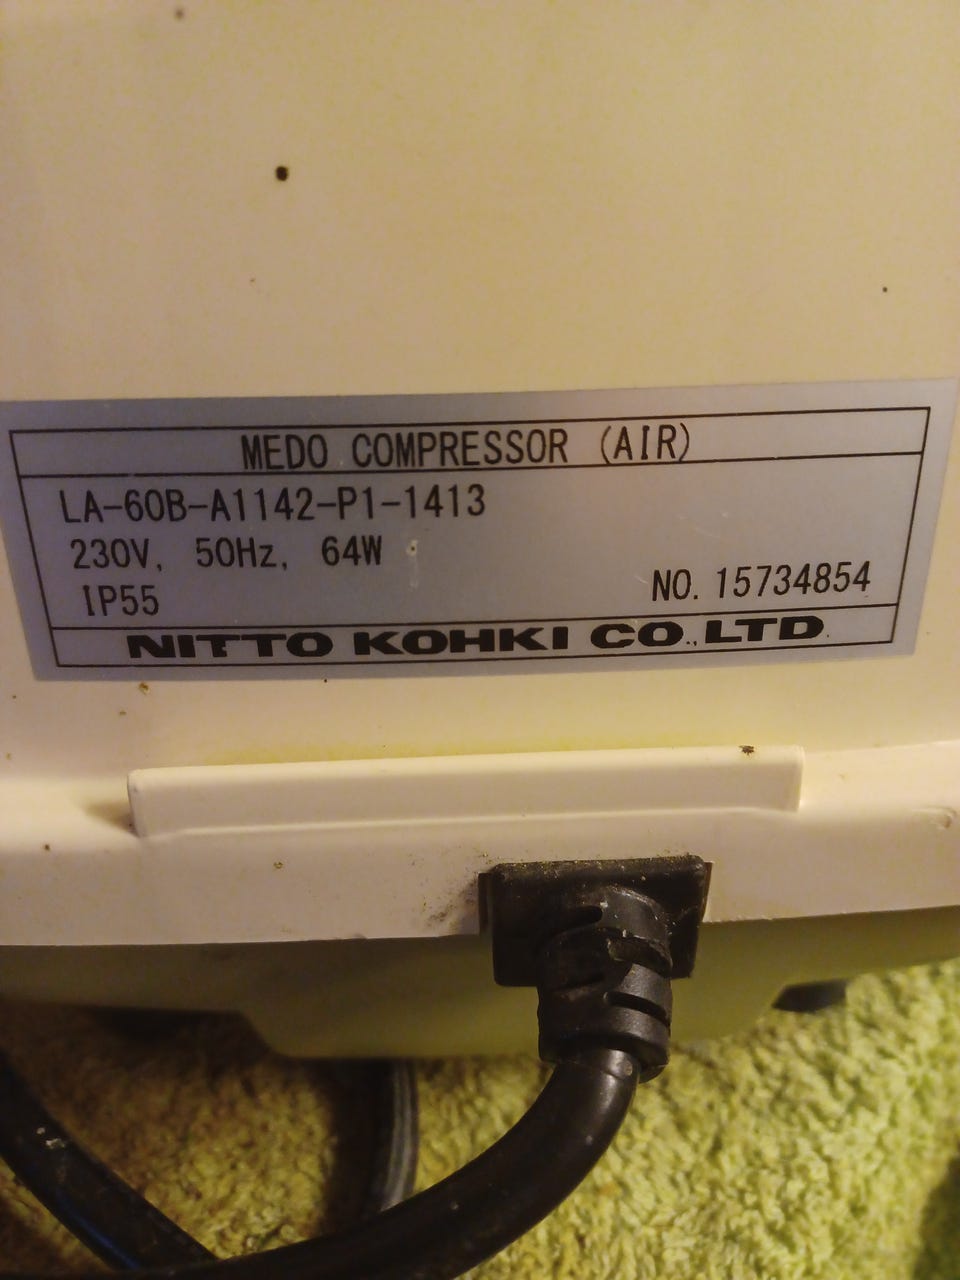 MEDO COMPRESSOR (AIR)
LA-60B-A1142-P1-1413
230V, 50Hz, 64W
IP55 NO. 15734854
NITTO KOHKI CO.,LTD.